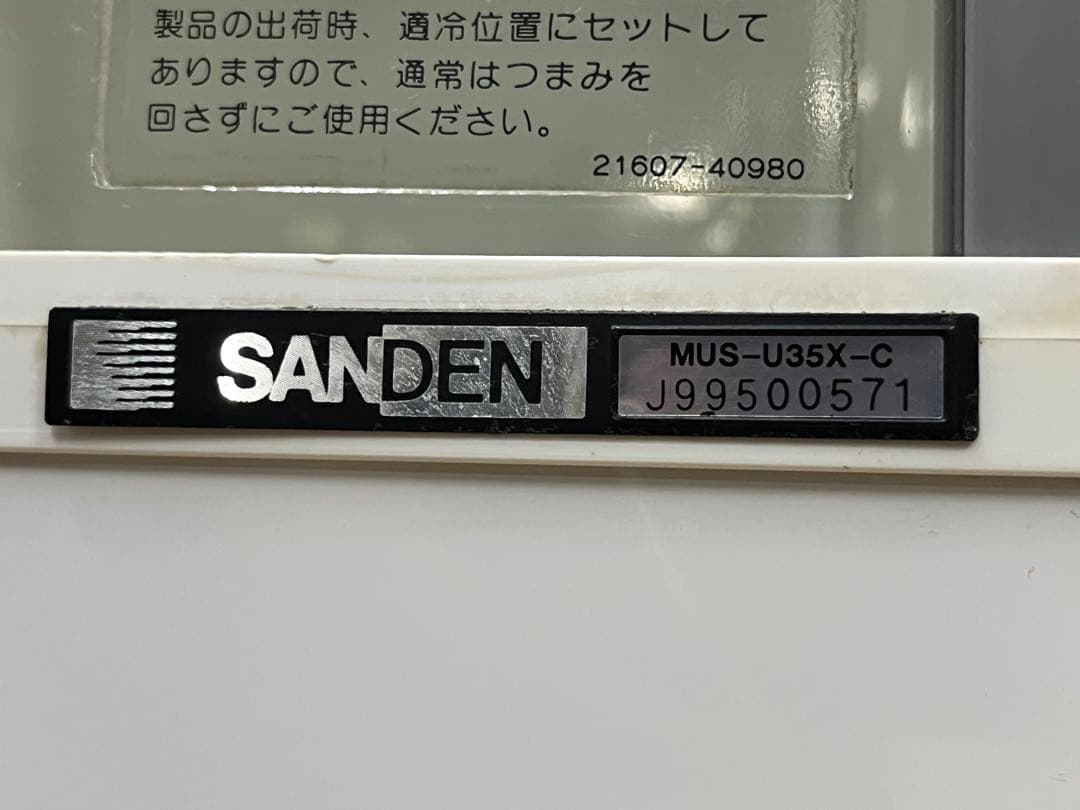 製品の出荷時、適冷位置にセットして
ありますので、通常はつまみを
回さずにご使用ください。
21607-40980
SANDEN
MUS-U35X-C
J99500571